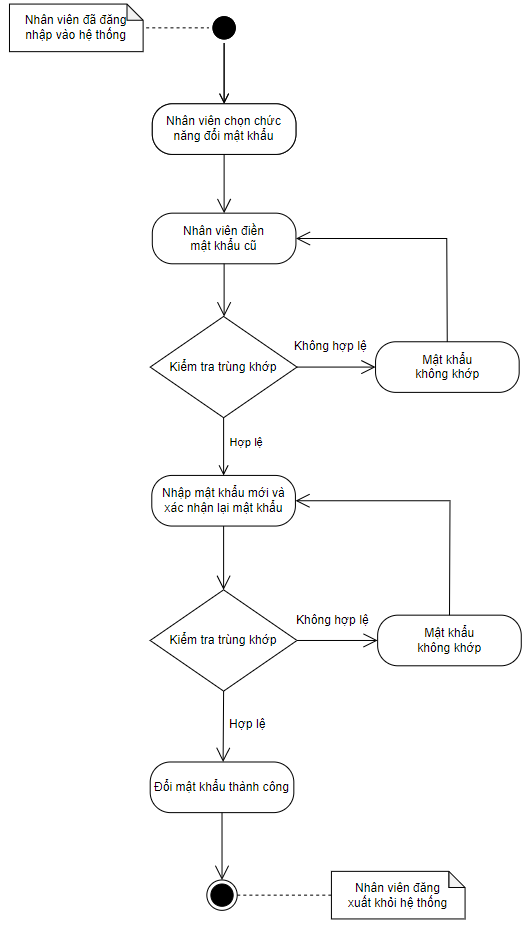 Nhân viên đã đăng
nhập vào hệ thống
Nhân viên chọn chức
năng đổi mật khẩu
Nhân viên điền
mật khẩu cũ
Kiểm tra trùng khớp
Không hợp lệ
Mật khẩu
không khớp
Hợp lệ
Nhập mật khẩu mới và
xác nhận lại mật khẩu
Kiểm tra trùng khớp
Không hợp lệ
Mật khẩu
không khớp
Hợp lệ
Đổi mật khẩu thành công
Nhân viên đăng
xuất khỏi hệ thống